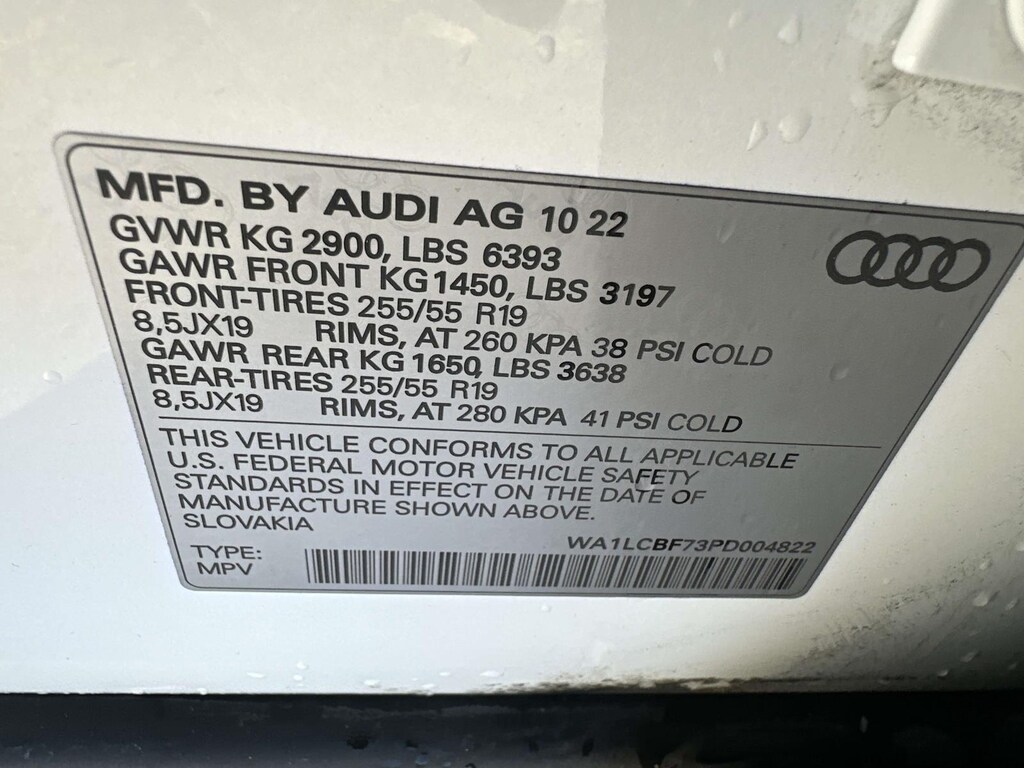 MFD. BY AUDI AG 10 22
GVWR KG 2900, LBS 6393
GAWR FRONT KG1450, LBS 3197
FRONT-TIRES 255/55 R19
8,5JX19 RIMS, AT 260 KPA 38 PSI COLD
GAWR REAR KG 1650, LBS 3638
REAR-TIRES 255/55 R19
8,5JX19 RIMS, AT 280 KPA 41 PSI COLD
THIS VEHICLE CONFORMS TO ALL APPLICABLE
U.S. FEDERAL MOTOR VEHICLE SAFETY
STANDARDS IN EFFECT ON THE DATE OF
MANUFACTURE SHOWN ABOVE.
SLOVAKIA
WA1LCBF73PD004822
TYPE:
MPV